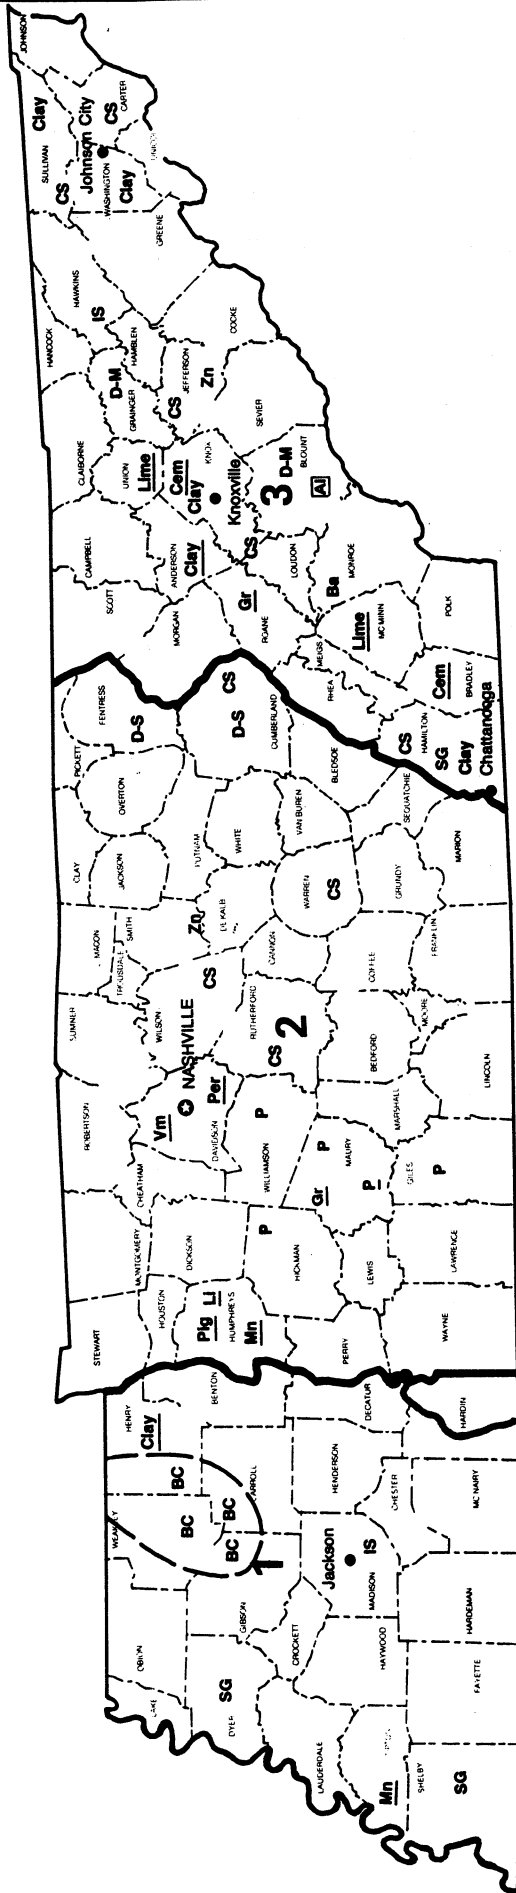 JOHNSON
Clay
SULLIVAN
CS
Johnson City
CS
CARTER
WASHINGTON
Clay
UNICOI
GREENE
HAWKINS
HANCOCK
IS
HAMBLEN
D-M
GRAINGER
CS
JEFFERSON
Zn
COCKE
SEVIER
CLAIBORNE
UNION
Lime
Cem
Clay
KNOX
Knoxville
3
D-M
BLOUNT
Al
CAMPBELL
ANDERSON
Clay
CS
LOUDON
MONROE
Ba
SCOTT
MORGAN
Gr
ROANE
MEIGS
Lime
MC MINN
POLK
RHEA
Cem
BRADLEY
CS
HAMILTON
SG
Clay
Chattanooga
FENTRESS
D-S
PICKETT
OVERTON
CS
D-S
CUMBERLAND
BLEDSOE
SEQUATCHIE
MARION
CLAY
JACKSON
PUTNAM
WHITE
VAN BUREN
WARREN
CS
GRUNDY
MACON
SMITH
TROUSDALE
Zn
DE KALB
CANNON
COFFEE
FRANKLIN
SUMNER
WILSON
CS
NASHVILLE
RUTHERFORD
CS
2
BEDFORD
MOORE
LINCOLN
ROBERTSON
Vm
Per
DAVIDSON
P
WILLIAMSON
P
MAURY
Gr
P
MARSHALL
GILES
P
CHEATHAM
MONTGOMERY
DICKSON
P
HICKMAN
LEWIS
LAWRENCE
STEWART
HOUSTON
Pig
Li
HUMPHREYS
Mn
PERRY
WAYNE
HENRY
Clay
BENTON
DECATUR
HARDIN
WEAKLEY
BC
BC
BC
BC
CARROLL
1
HENDERSON
CHESTER
MC NAIRY
Jackson
IS
MADISON
GIBSON
CROCKETT
HAYWOOD
HARDEMAN
OBION
LAKE
SG
DYER
LAUDERDALE
TIPTON
Mn
SHELBY
SG
FAYETTE